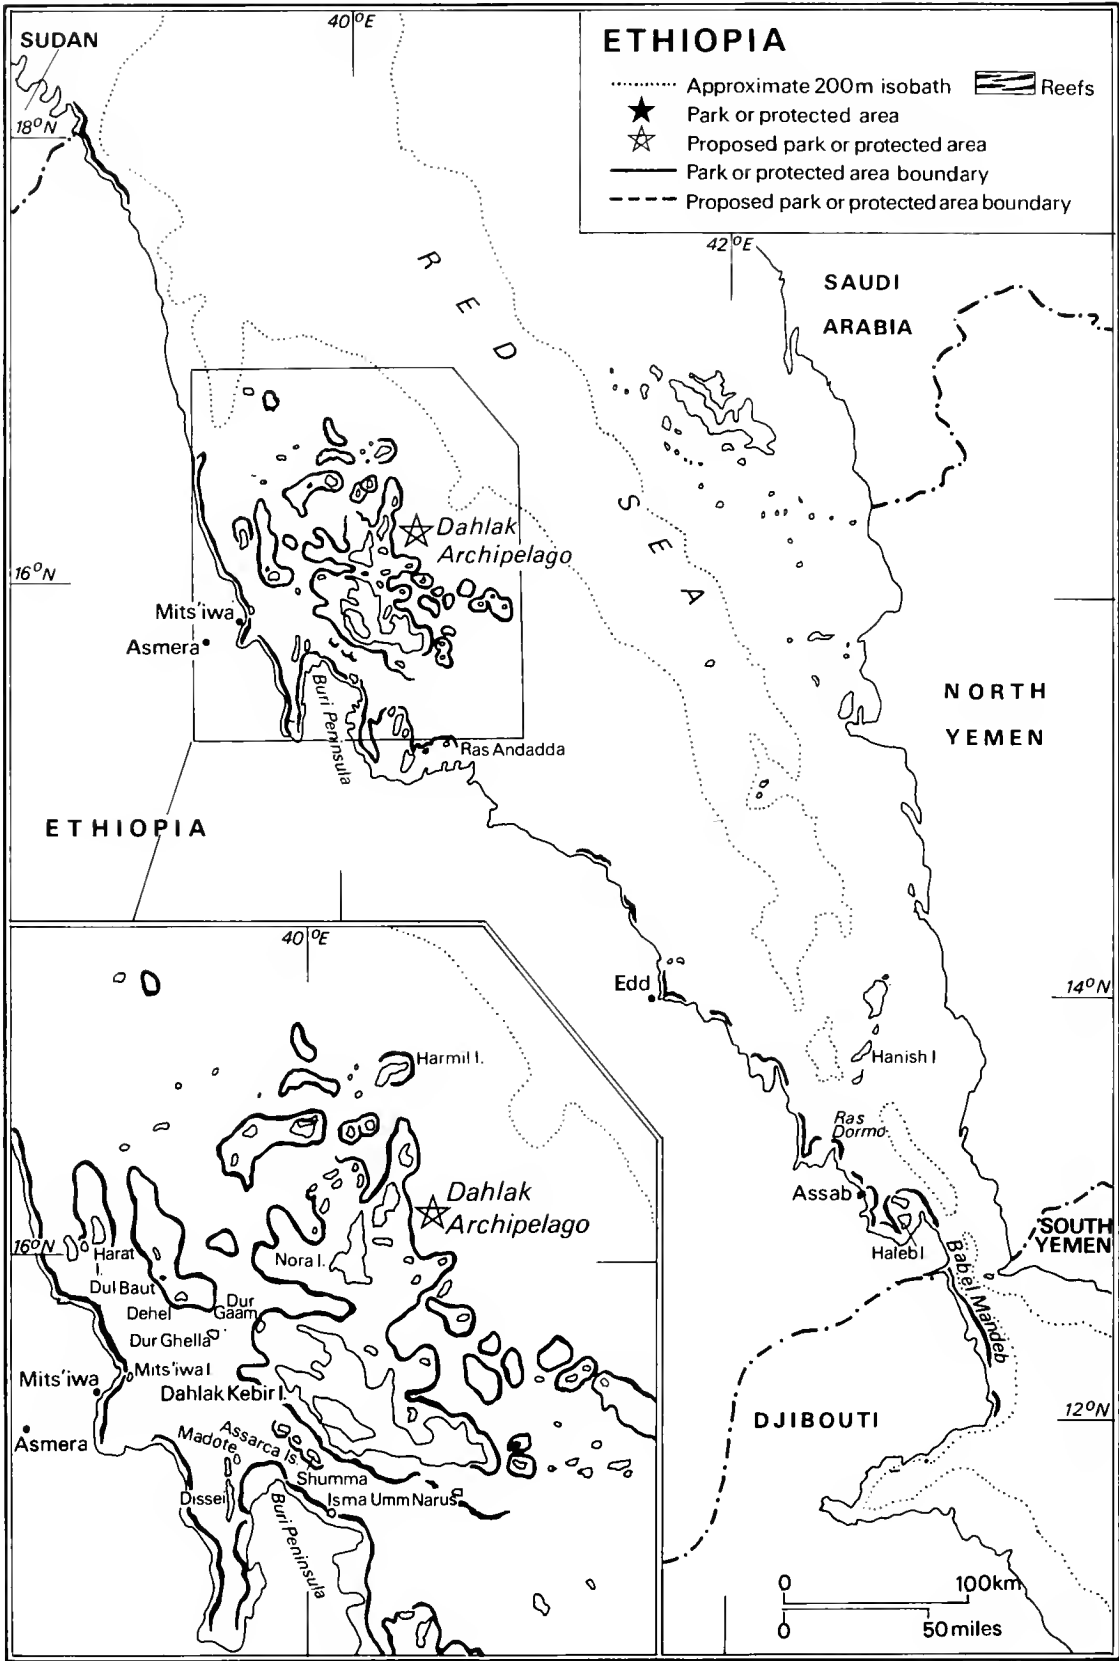 40°E
SUDAN
18°N
ETHIOPIA
Approximate 200m isobath
Reefs
Park or protected area
Proposed park or protected area
Park or protected area boundary
Proposed park or protected area boundary
42°E
SAUDI
ARABIA
RED SEA
Dahlak
Archipelago
16°N
Mits'iwa
Asmera
Buri Peninsula
Ras Andadda
NORTH
YEMEN
ETHIOPIA
40°E
Edd
14°N
Harmil I.
Hanish I
Ras
Dormo
Dahlak
Archipelago
Assab
SOUTH
YEMEN
16°N
Harat
Nora I.
Haleb I
Bab el Mandeb
Dul Baut
Dehel
Dur
Gaam
Dur Ghella
Mits'iwa
Mits'iwa I.
Dahlak Kebir I.
Asmera
Madote
Assarca Is.
Shumma
Dissei
Isma Umm Narus
Buri Peninsula
DJIBOUTI
12°N
0 100km
0 50 miles